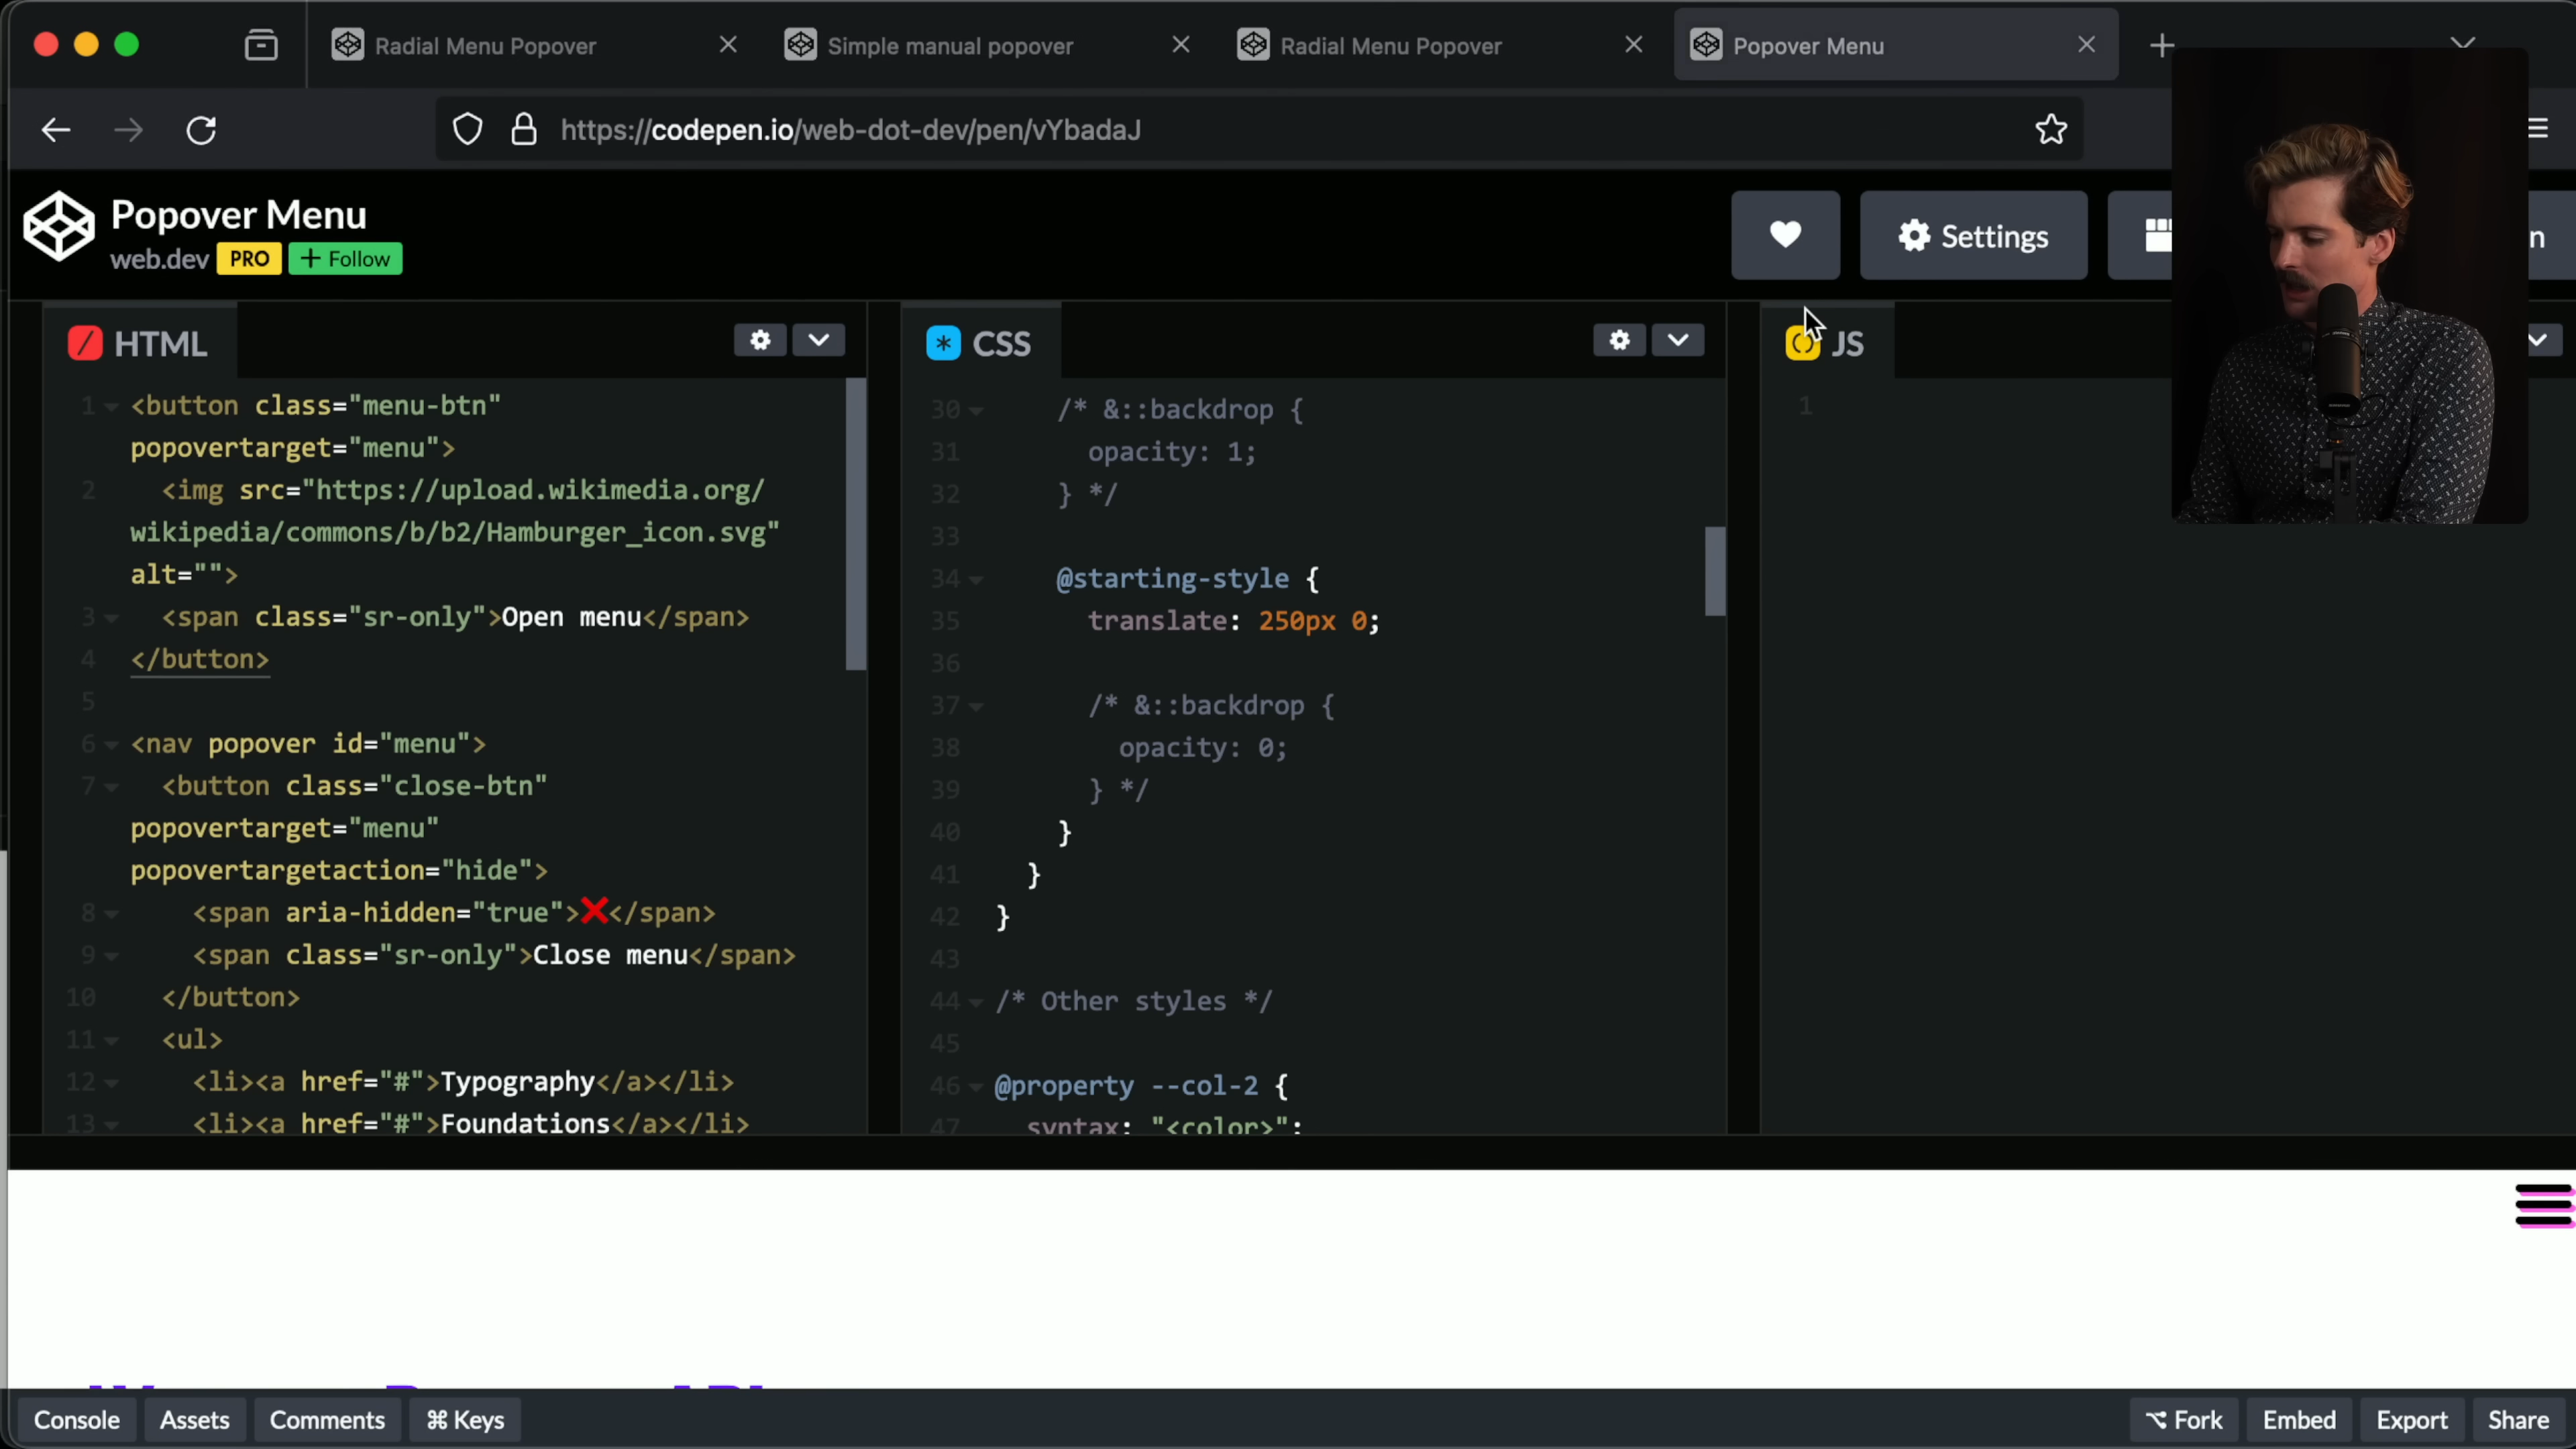 Radial Menu Popover
Simple manual popover
Radial Menu Popover
Popover Menu
https://codepen.io/web-dot-dev/pen/vYbadaJ
Popover Menu
web.dev PRO + Follow
Settings
n
HTML
1 <button class="menu-btn"
popovertarget="menu">
2 <img src="https://upload.wikimedia.org/
wikipedia/commons/b/b2/Hamburger_icon.svg"
alt="">
3 <span class="sr-only">Open menu</span>
4 </button>
5
6 <nav popover id="menu">
7 <button class="close-btn"
popovertarget="menu"
popovertargetaction="hide">
8 <span aria-hidden="true">❌</span>
9 <span class="sr-only">Close menu</span>
10 </button>
11 <ul>
12 <li><a href="#">Typography</a></li>
13 <li><a href="#">Foundations</a></li>
CSS
30 /* &::backdrop {
31 opacity: 1;
32 } */
33
34 @starting-style {
35 translate: 250px 0;
36
37 /* &::backdrop {
38 opacity: 0;
39 } */
40 }
41 }
42 }
43
44 /* Other styles */
45
46 @property --col-2 {
47 syntax: "<color>";
JS
1
Console
Assets
Comments
⌘ Keys
Fork
Embed
Export
Share